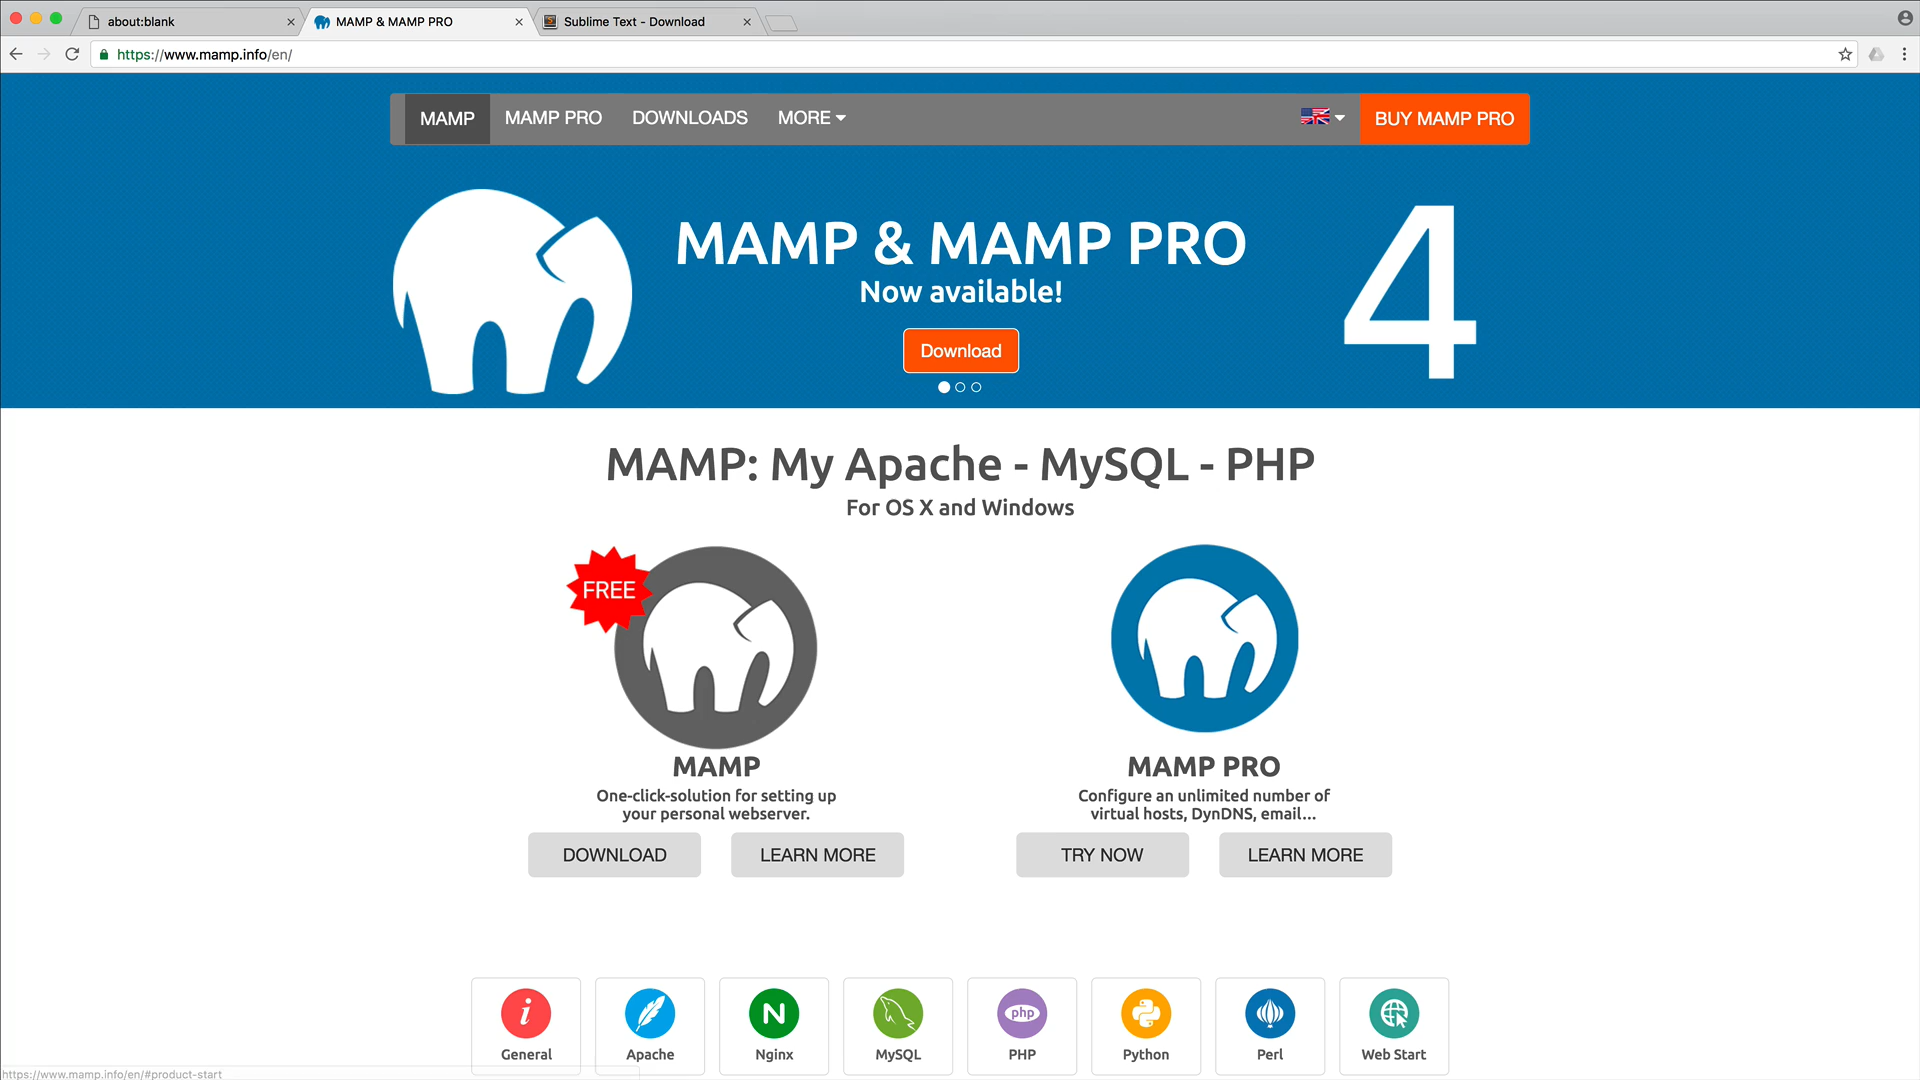 about:blank
MAMP & MAMP PRO
Sublime Text - Download
https://www.mamp.info/en/
MAMP
MAMP PRO
DOWNLOADS
MORE
BUY MAMP PRO
MAMP & MAMP PRO
Now available!
4
Download
MAMP: My Apache - MySQL - PHP
For OS X and Windows
FREE
MAMP
One-click-solution for setting up
your personal webserver.
DOWNLOAD
LEARN MORE
MAMP PRO
Configure an unlimited number of
virtual hosts, DynDNS, email...
TRY NOW
LEARN MORE
i
General
Apache
N
Nginx
MySQL
php
PHP
Python
Perl
Web Start
https://www.mamp.info/en/#product-start